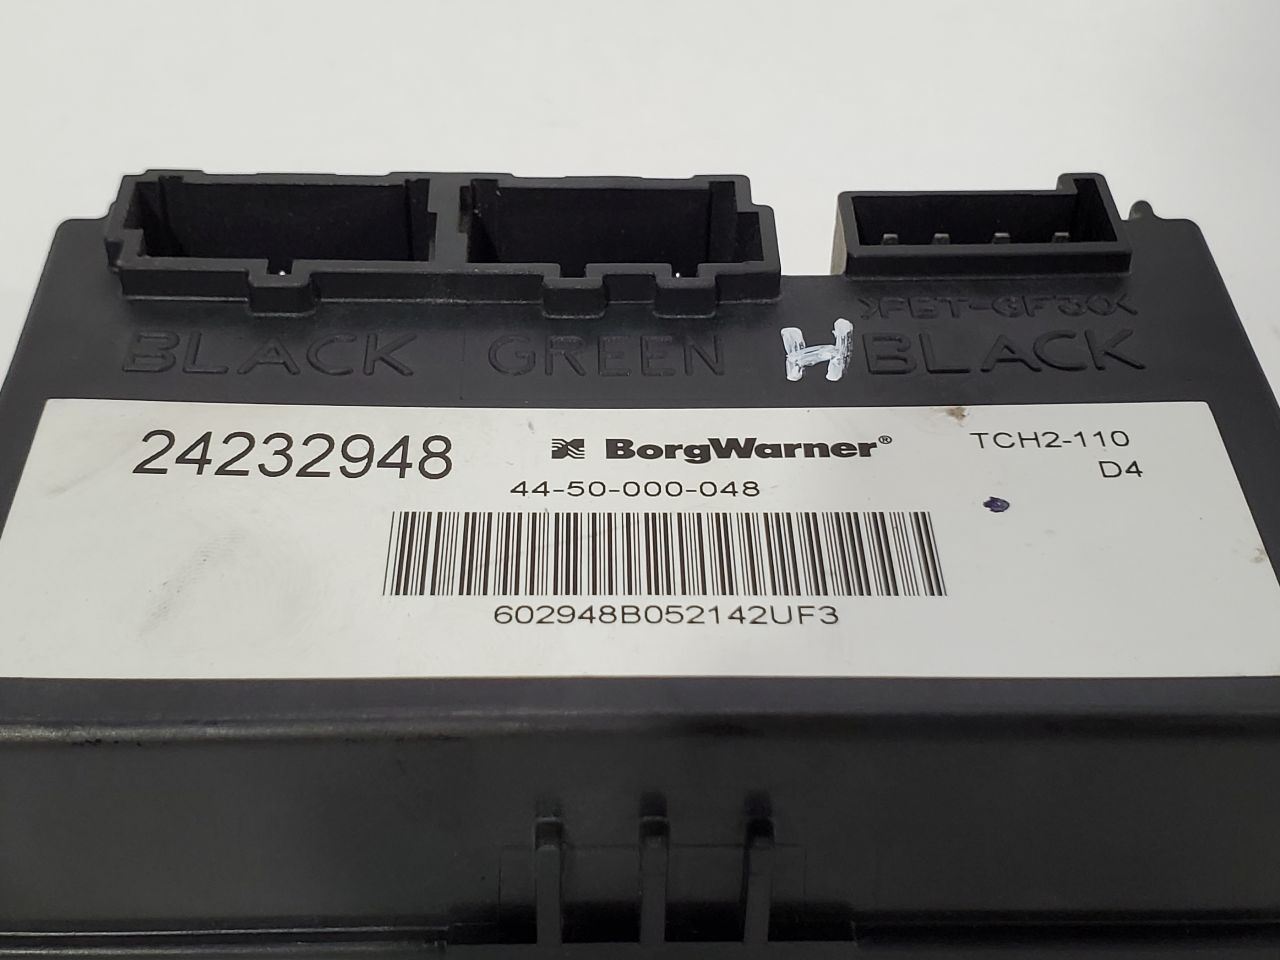 >PBT-GF30<
BLACK GREEN H BLACK
24232948 BorgWarner® TCH2-110
44-50-000-048 D4
602948B052142UF3